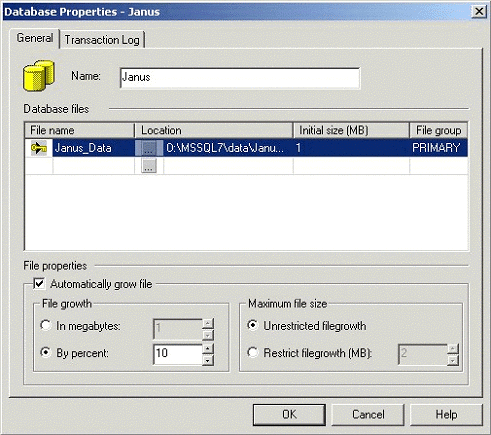 Database Properties - Janus
General Transaction Log
Name: Janus
Database files
File name Location Initial size (MB) File group
Janus_Data ... D:\MSSQL7\data\Janu... 1 PRIMARY
...
File properties
Automatically grow file
File growth
In megabytes: 1
By percent: 10
Maximum file size
Unrestricted filegrowth
Restrict filegrowth (MB): 2
OK Cancel Help